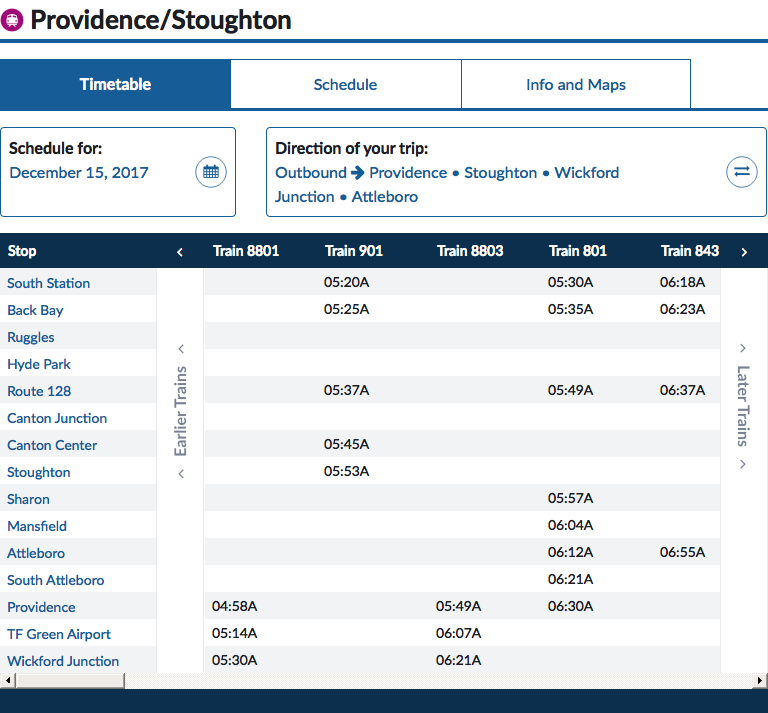 Providence/Stoughton
Timetable Schedule Info and Maps
Schedule for:
December 15, 2017
Direction of your trip:
Outbound → Providence • Stoughton • Wickford
Junction • Attleboro
Stop Train 8801 Train 901 Train 8803 Train 801 Train 843
South Station 05:20A 05:30A 06:18A
Back Bay 05:25A 05:35A 06:23A
Ruggles
Hyde Park
Route 128 05:37A 05:49A 06:37A
Canton Junction
Canton Center 05:45A
Stoughton 05:53A
Sharon 05:57A
Mansfield 06:04A
Attleboro 06:12A 06:55A
South Attleboro 06:21A
Providence 04:58A 05:49A 06:30A
TF Green Airport 05:14A 06:07A
Wickford Junction 05:30A 06:21A
Earlier Trains
Later Trains